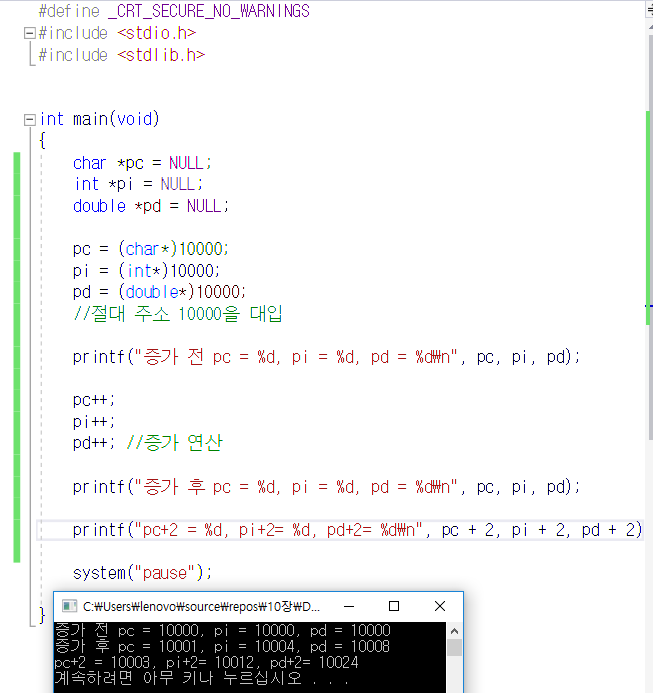 #define _CRT_SECURE_NO_WARNINGS
#include <stdio.h>
#include <stdlib.h>
int main(void)
{
char *pc = NULL;
int *pi = NULL;
double *pd = NULL;
pc = (char*)10000;
pi = (int*)10000;
pd = (double*)10000;
//절대 주소 10000을 대입
printf("증가 전 pc = %d, pi = %d, pd = %d₩n", pc, pi, pd);
pc++;
pi++;
pd++; //증가 연산
printf("증가 후 pc = %d, pi = %d, pd = %d₩n", pc, pi, pd);
printf("pc+2 = %d, pi+2= %d, pd+2= %d₩n", pc + 2, pi + 2, pd + 2)
system("pause");
}
C:₩Users₩lenovo₩source₩repos₩10장₩D...
증가 전 pc = 10000, pi = 10000, pd = 10000
증가 후 pc = 10001, pi = 10004, pd = 10008
pc+2 = 10003, pi+2= 10012, pd+2= 10024
계속하려면 아무 키나 누르십시오 . . .